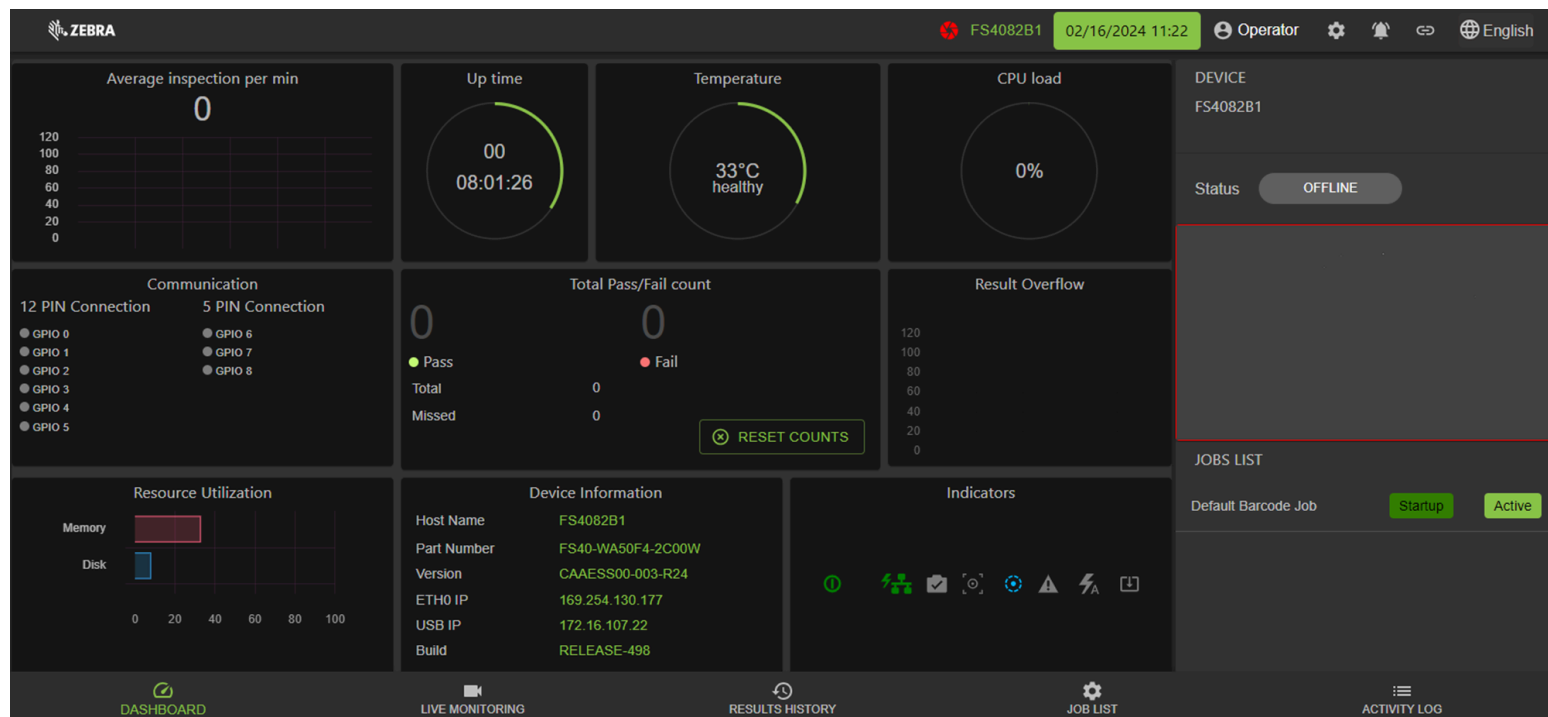 ZEBRA
FS4082B1
02/16/2024 11:22
Operator
English
Average inspection per min
0
120
100
80
60
40
20
0
Up time
00
08:01:26
Temperature
33°C
healthy
CPU load
0%
DEVICE
FS4082B1
Status OFFLINE
Communication
12 PIN Connection 5 PIN Connection
GPIO 0 GPIO 6
GPIO 1 GPIO 7
GPIO 2 GPIO 8
GPIO 3
GPIO 4
GPIO 5
Total Pass/Fail count
0 0
Pass Fail
Total 0
Missed 0
RESET COUNTS
Result Overflow
120
100
80
60
40
20
0
JOBS LIST
Default Barcode Job Startup Active
Resource Utilization
Memory
Disk
0 20 40 60 80 100
Device Information
Host Name FS4082B1
Part Number FS40-WA50F4-2C00W
Version CAAESS00-003-R24
ETH0 IP 169.254.130.177
USB IP 172.16.107.22
Build RELEASE-498
Indicators
A
DASHBOARD
LIVE MONITORING
RESULTS HISTORY
JOB LIST
ACTIVITY LOG